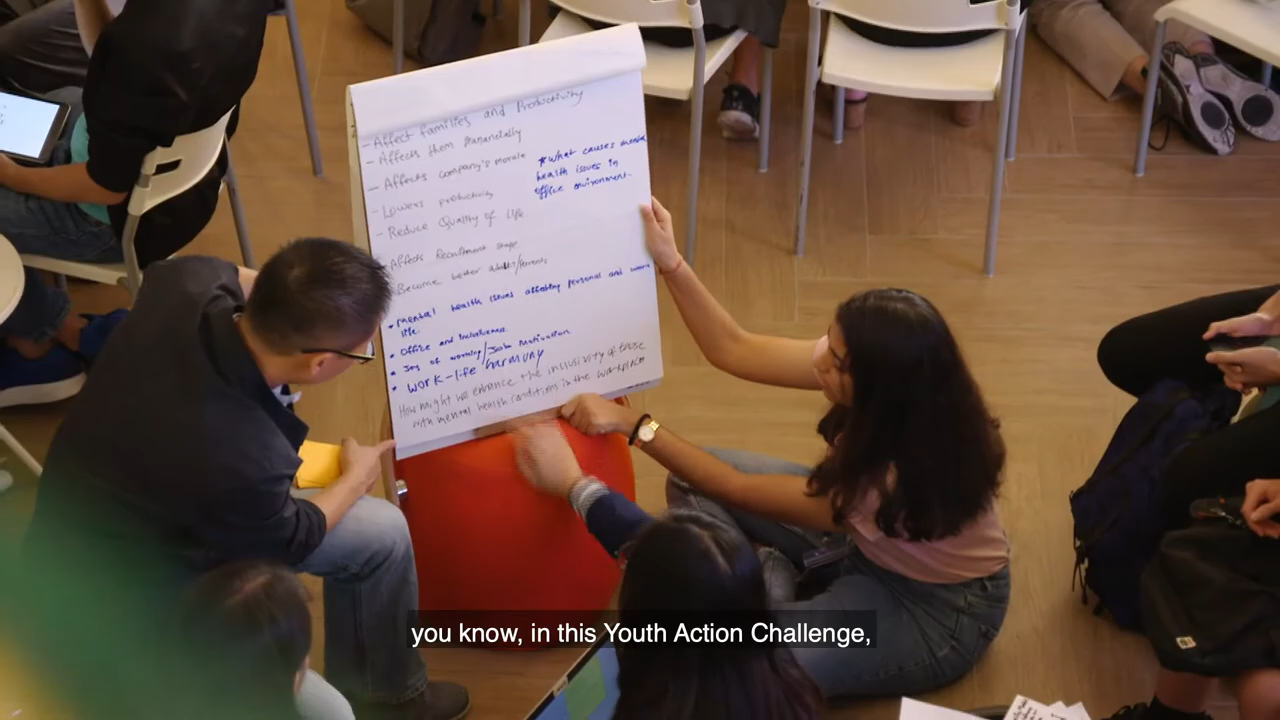 - Affect families and Productivity
- Affects them financially
- Affects company's morale
* What causes mental
health issues in
office environment.
- Lowers productivity
- Reduce Quality of life
Affects Recruitment stage
- Become better adults/Parents
• Mental health issues affecting personal and work
life.
• Office and Inclusiveness
• Joy of working/Job Motivation
• Work-life harmony
How might we enhance the inclusivity of those
with mental health conditions in the workplace
you know, in this Youth Action Challenge,